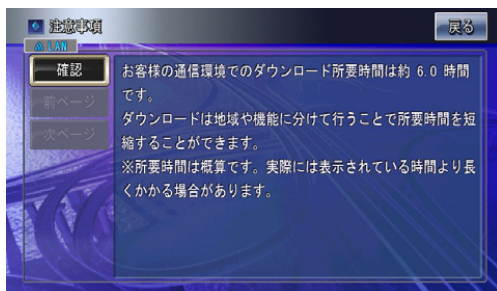 注意事項
戻る
LAN
確認
前ページ
次ページ
お客様の通信環境でのダウンロード所要時間は約 6.0 時間
です。
ダウンロードは地域や機能に分けて行うことで所要時間を短
縮することができます。
※所要時間は概算です。実際には表示されている時間より長
くかかる場合があります。